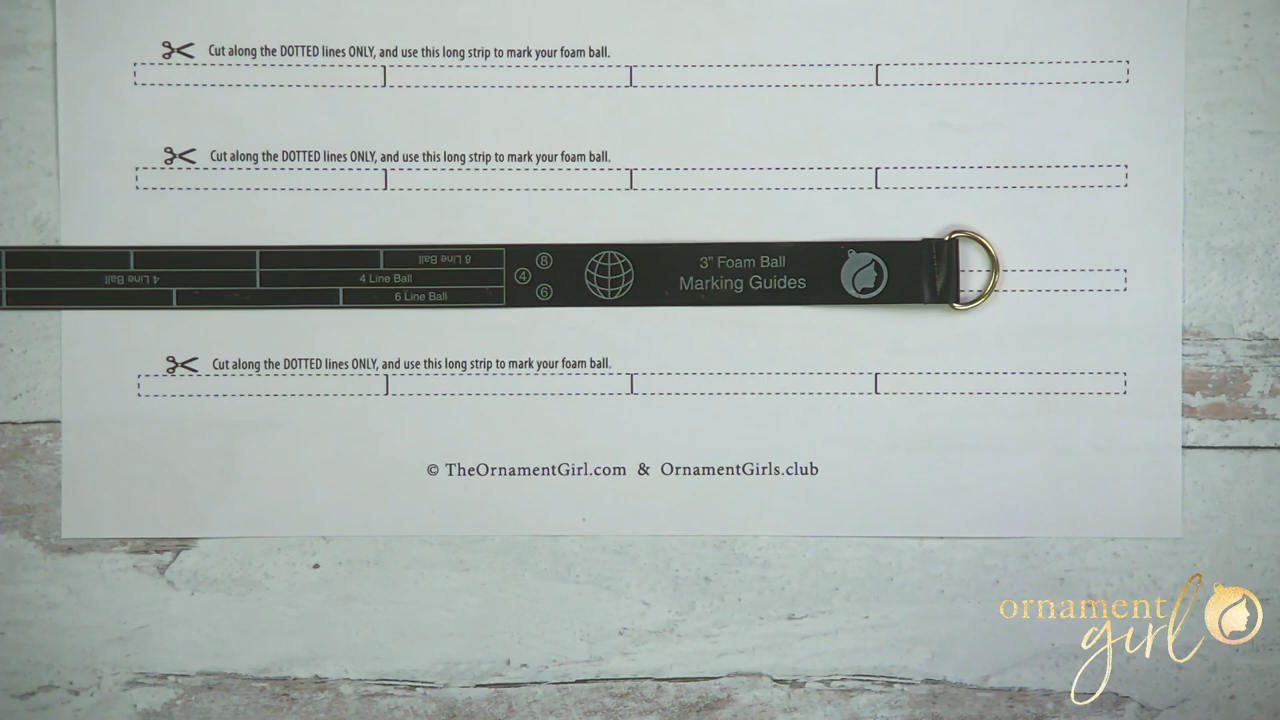 Cut along the DOTTED lines ONLY, and use this long strip to mark your foam ball.
Cut along the DOTTED lines ONLY, and use this long strip to mark your foam ball.
8 Line Ball
4 Line Ball
4 Line Ball
6 Line Ball
8
4
6
3" Foam Ball
Marking Guides
Cut along the DOTTED lines ONLY, and use this long strip to mark your foam ball.
© TheOrnamentGirl.com & OrnamentGirls.club
ornament
girl